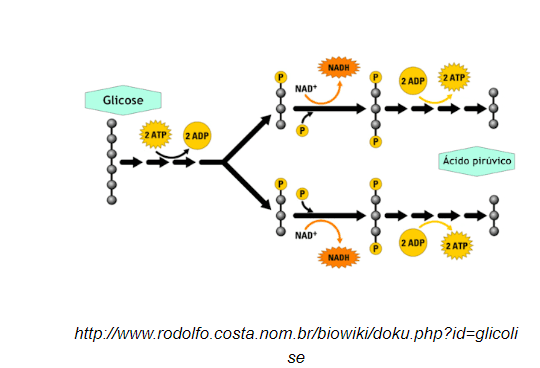 Glicose
2 ATP
2 ADP
P
NAD⁺
P
NADH
P
P
2 ADP
2 ATP
Ácido pirúvico
P
P
NAD⁺
NADH
P
P
2 ADP
2 ATP
http://www.rodolfo.costa.nom.br/biowiki/doku.php?id=glicoli
se